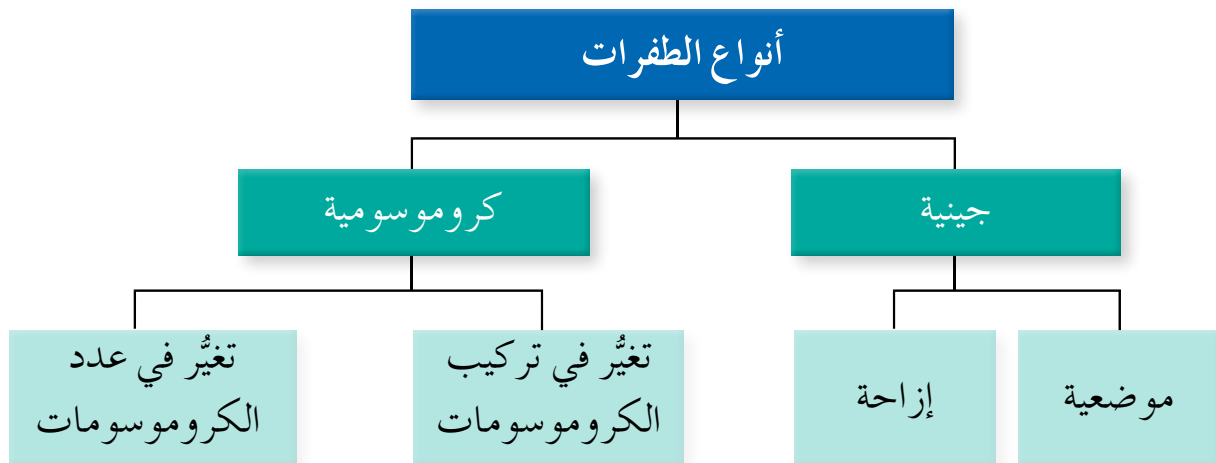 أنواع الطفرات
جينية
كروموسومية
موضعية
إزاحة
تغيُّر في تركيب
الكروموسومات
تغيُّر في عدد
الكروموسومات